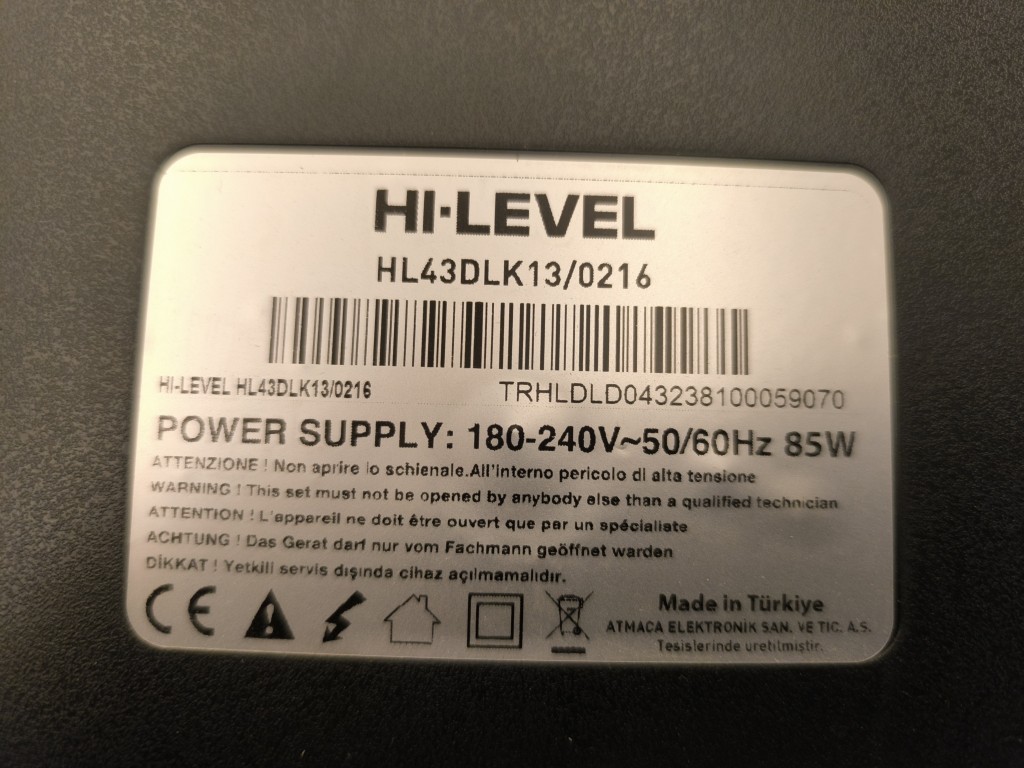 HI-LEVEL
HL43DLK13/0216
HI-LEVEL HL43DLK13/0216 TRHLDLD043238100059070
POWER SUPPLY: 180-240V~50/60Hz 85W
ATTENZIONE ! Non aprire lo schienale.All'interno pericolo di alta tensione
WARNING ! This set must not be opened by anybody else than a qualified technician
ATTENTION ! L'appareil ne doit être ouvert que par un spécialiste
ACHTUNG ! Das Gerat darf nur vom Fachmann geöffnet warden
DİKKAT ! Yetkili servis dışında cihaz açılmamalıdır.
CE
Made in Türkiye
ATMACA ELEKTRONİK SAN. VE TIC. A.S.
Tesislerinde uretilmiştir.